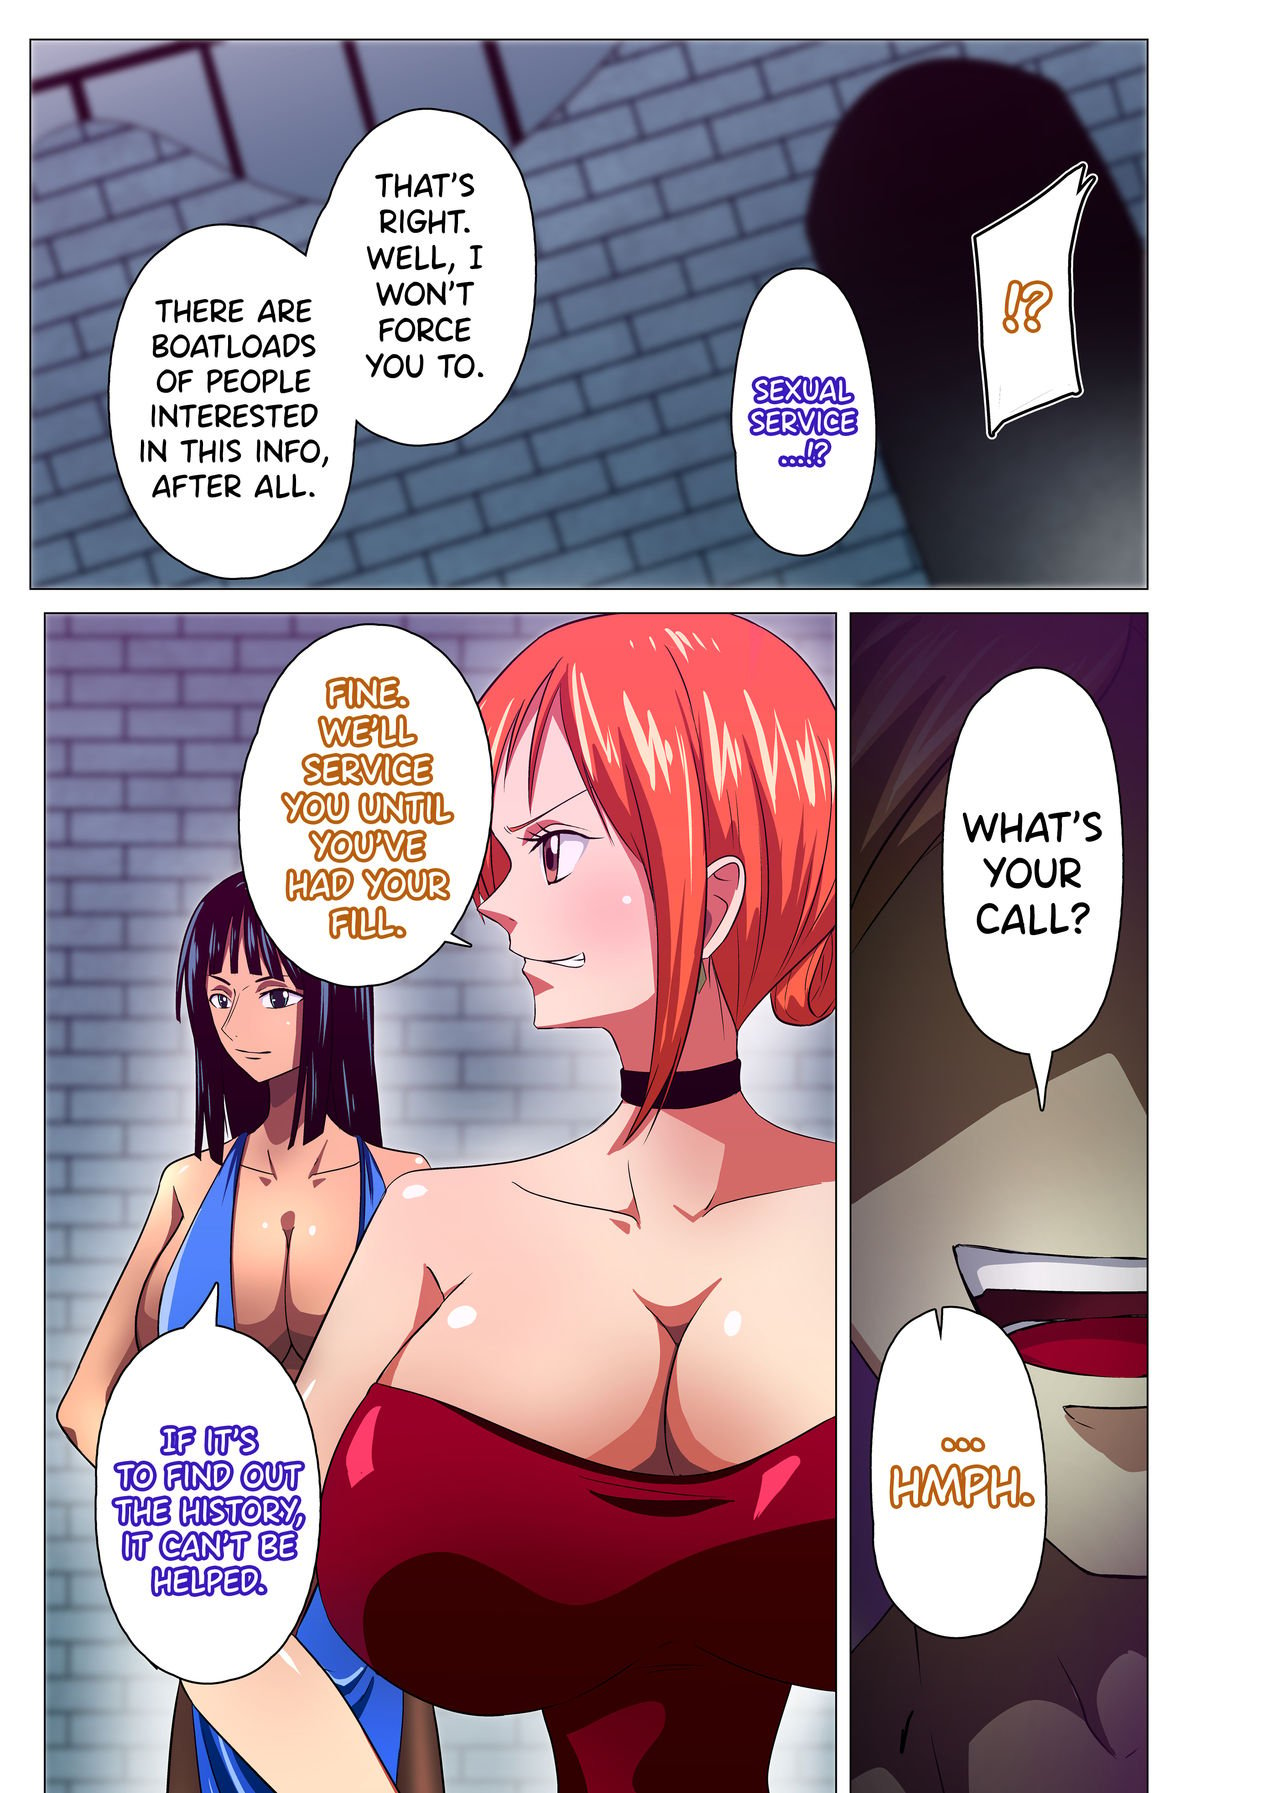 !?
SEXUAL
SERVICE
...!?
THAT'S
RIGHT.
WELL, I
WON'T
FORCE
YOU TO.
THERE ARE
BOATLOADS
OF PEOPLE
INTERESTED
IN THIS INFO,
AFTER ALL.
WHAT'S
YOUR
CALL?
...
HMPH.
FINE.
WE'LL
SERVICE
YOU UNTIL
YOU'VE
HAD YOUR
FILL.
IF IT'S
TO FIND OUT
THE HISTORY,
IT CAN'T BE
HELPED.